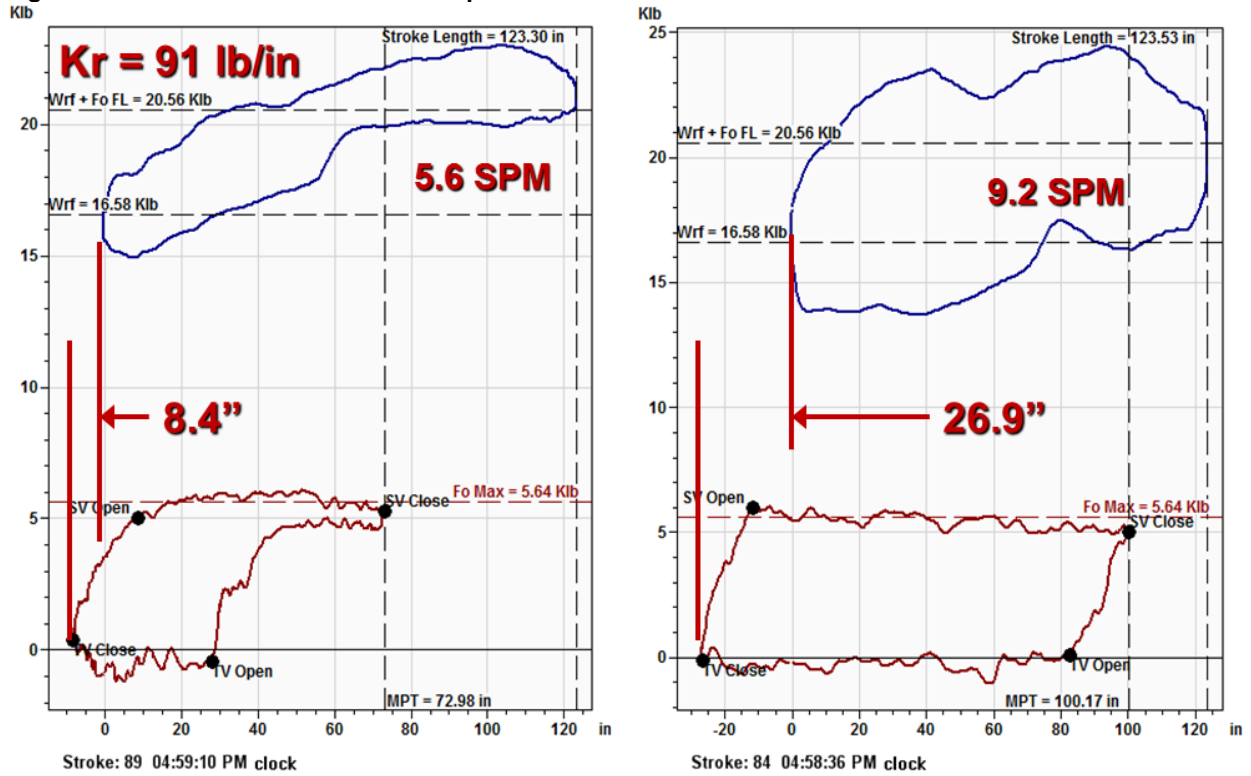 Klb
Stroke Length = 123.30 in
Kr = 91 lb/in
Wrf + Fo FL = 20.56 Klb
20
5.6 SPM
Wrf = 16.58 Klb
15
10
8.4”
Fo Max = 5.64 Klb
SV Open
SV Close
5
0
TV Close
TV Open
MPT = 72.98 in
0 20 40 60 80 100 120 in
Stroke: 89 04:59:10 PM clock
Klb
25
Stroke Length = 123.53 in
Wrf + Fo FL = 20.56 Klb
20
9.2 SPM
Wrf = 16.58 Klb
15
10
26.9”
SV Open
Fo Max = 5.64 Klb
SV Close
5
0
TV Close
TV Open
MPT = 100.17 in
-20 0 20 40 60 80 100 120 in
Stroke: 84 04:58:36 PM clock